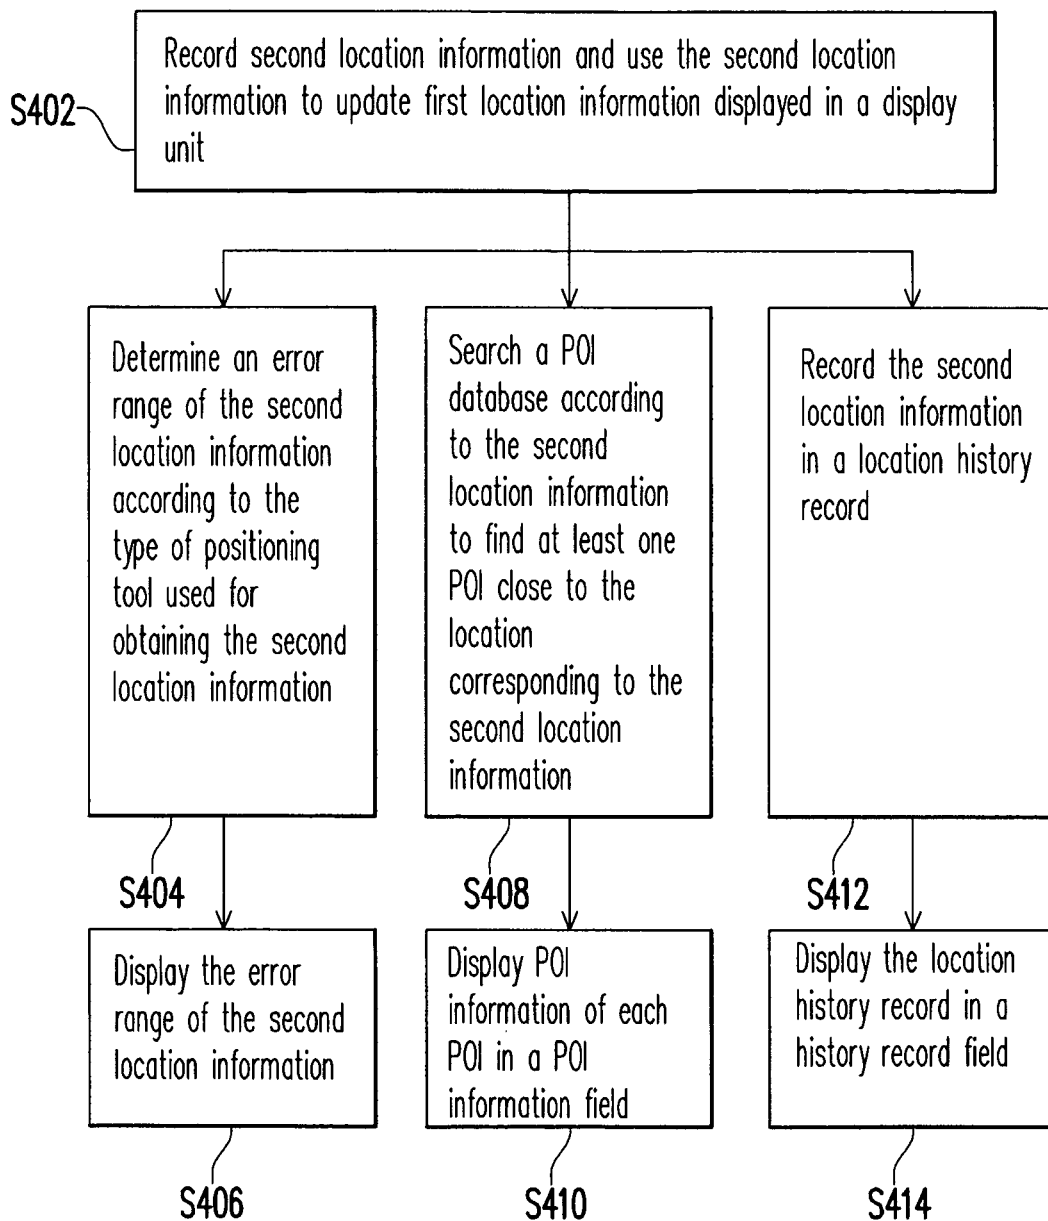 Record second location information and use the second location
information to update first location information displayed in a display
unit
S402
Determine an error
range of the second
location information
according to the
type of positioning
tool used for
obtaining the second
location information
S404
Search a POI
database according
to the second
location information
to find at least one
POI close to the
location
corresponding to the
second location
information
S408
Record the second
location information
in a location history
record
S412
Display the error
range of the second
location information
S406
Display POI
information of each
POI in a POI
information field
S410
Display the location
history record in a
history record field
S414